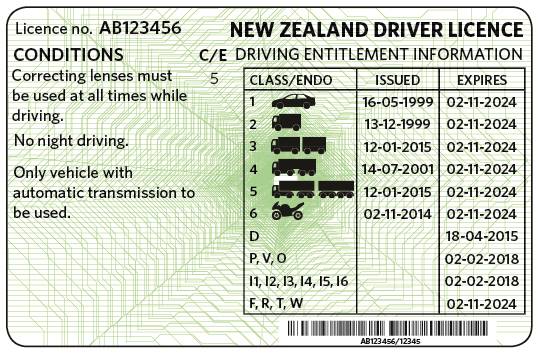 Licence no. AB123456
NEW ZEALAND DRIVER LICENCE
CONDITIONS
C/E DRIVING ENTITLEMENT INFORMATION
Correcting lenses must
be used at all times while
driving.
No night driving.
5
Only vehicle with
automatic transmission to
be used.
CLASS/ENDO ISSUED EXPIRES
1 16-05-1999 02-11-2024
2 13-12-1999 02-11-2024
3 12-01-2015 02-11-2024
4 14-07-2001 02-11-2024
5 12-01-2015 02-11-2024
6 02-11-2014 02-11-2024
D 18-04-2015
P, V, O 02-02-2018
I1, I2, I3, I4, I5, I6 02-02-2018
F, R, T, W 02-11-2024
AB123456/12345